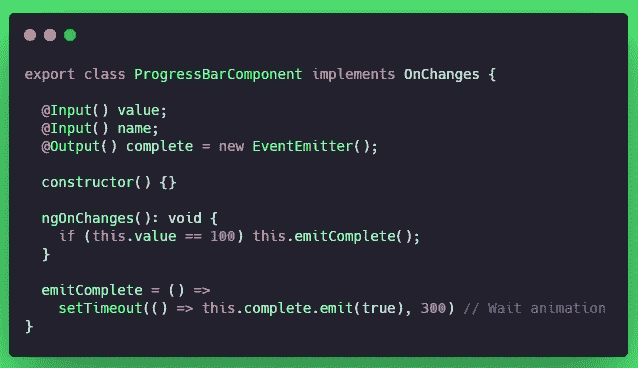 export class ProgressBarComponent implements OnChanges {
@Input() value;
@Input() name;
@Output() complete = new EventEmitter();
constructor() {}
ngOnChanges(): void {
if (this.value == 100) this.emitComplete();
}
emitComplete = () =>
setTimeout(() => this.complete.emit(true), 300) // Wait animation
}